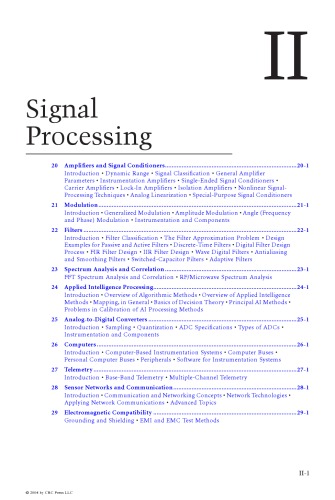 II
Signal
Processing
20 Amplifiers and Signal Conditioners....................................................20-1
Introduction • Dynamic Range • Signal Classification • General Amplifier
Parameters • Instrumentation Amplifiers • Single-Ended Signal Conditioners •
Carrier Amplifiers • Lock-In Amplifiers • Isolation Amplifiers • Nonlinear Signal-
Processing Techniques • Analog Linearization • Special-Purpose Signal Conditioners
21 Modulation....................................................21-1
Introduction • Generalized Modulation • Amplitude Modulation • Angle (Frequency
and Phase) Modulation • Instrumentation and Components
22 Filters....................................................22-1
Introduction • Filter Classification • The Filter Approximation Problem • Design
Examples for Passive and Active Filters • Discrete-Time Filters • Digital Filter Design
Process • FIR Filter Design • IIR Filter Design • Wave Digital Filters • Antialiasing
and Smoothing Filters • Switched-Capacitor Filters • Adaptive Filters
23 Spectrum Analysis and Correlation....................................................23-1
FFT Spectrum Analysis and Correlation • RF/Microwave Spectrum Analysis
24 Applied Intelligence Processing....................................................24-1
Introduction • Overview of Algorithmic Methods • Overview of Applied Intelligence
Methods • Mapping, in General • Basics of Decision Theory • Principal AI Methods •
Problems in Calibration of AI Processing Methods
25 Analog-to-Digital Converters....................................................25-1
Introduction • Sampling • Quantization • ADC Specifications • Types of ADCs •
Instrumentation and Components
26 Computers....................................................26-1
Introduction • Computer-Based Instrumentation Systems • Computer Buses •
Personal Computer Buses • Peripherals • Software for Instrumentation Systems
27 Telemetry....................................................27-1
Introduction • Base-Band Telemetry • Multiple-Channel Telemetry
28 Sensor Networks and Communication....................................................28-1
Introduction • Communication and Networking Concepts • Network Technologies •
Applying Network Communications • Advanced Topics
29 Electromagnetic Compatibility....................................................29-1
Grounding and Shielding • EMI and EMC Test Methods
II-1
© 2004 by CRC Press LLC